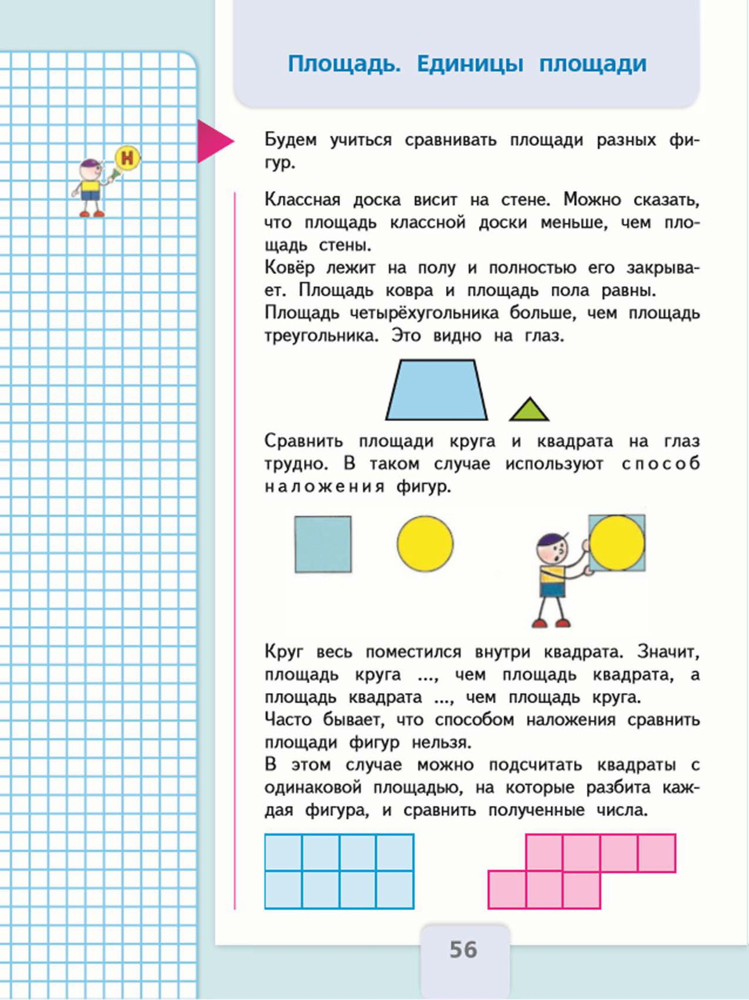 Площадь. Единицы площади
Н
Будем учиться сравнивать площади разных фи-
гур.
Классная доска висит на стене. Можно сказать,
что площадь классной доски меньше, чем пло-
щадь стены.
Ковёр лежит на полу и полностью его закрыва-
ет. Площадь ковра и площадь пола равны.
Площадь четырёхугольника больше, чем площадь
треугольника. Это видно на глаз.
Сравнить площади круга и квадрата на глаз
трудно. В таком случае используют способ
наложения фигур.
Круг весь поместился внутри квадрата. Значит,
площадь круга ..., чем площадь квадрата, а
площадь квадрата ..., чем площадь круга.
Часто бывает, что способом наложения сравнить
площади фигур нельзя.
В этом случае можно подсчитать квадраты с
одинаковой площадью, на которые разбита каж-
дая фигура, и сравнить полученные числа.
56